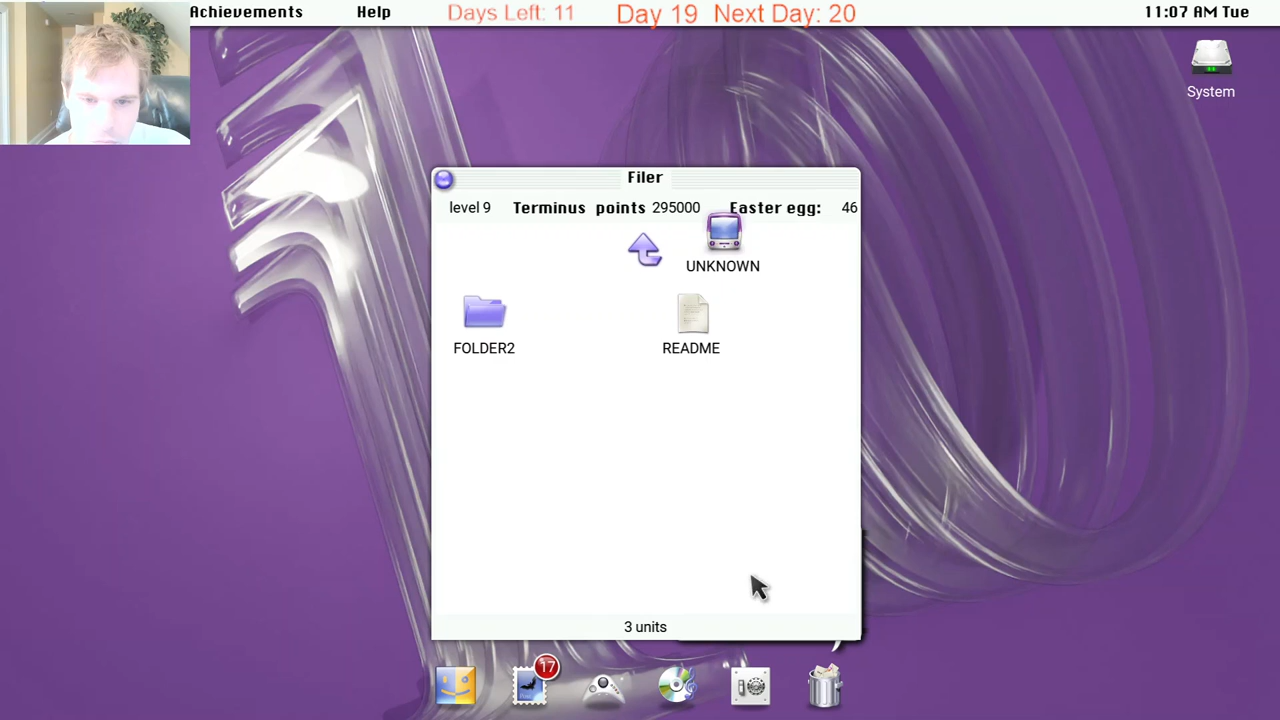 Achievements Help Days Left: 11 Day 19 Next Day: 20 11:07 AM Tue
System
Filer
level 9 Terminus points 295000 Easter egg: 46
UNKNOWN
FOLDER2 README
3 units
17